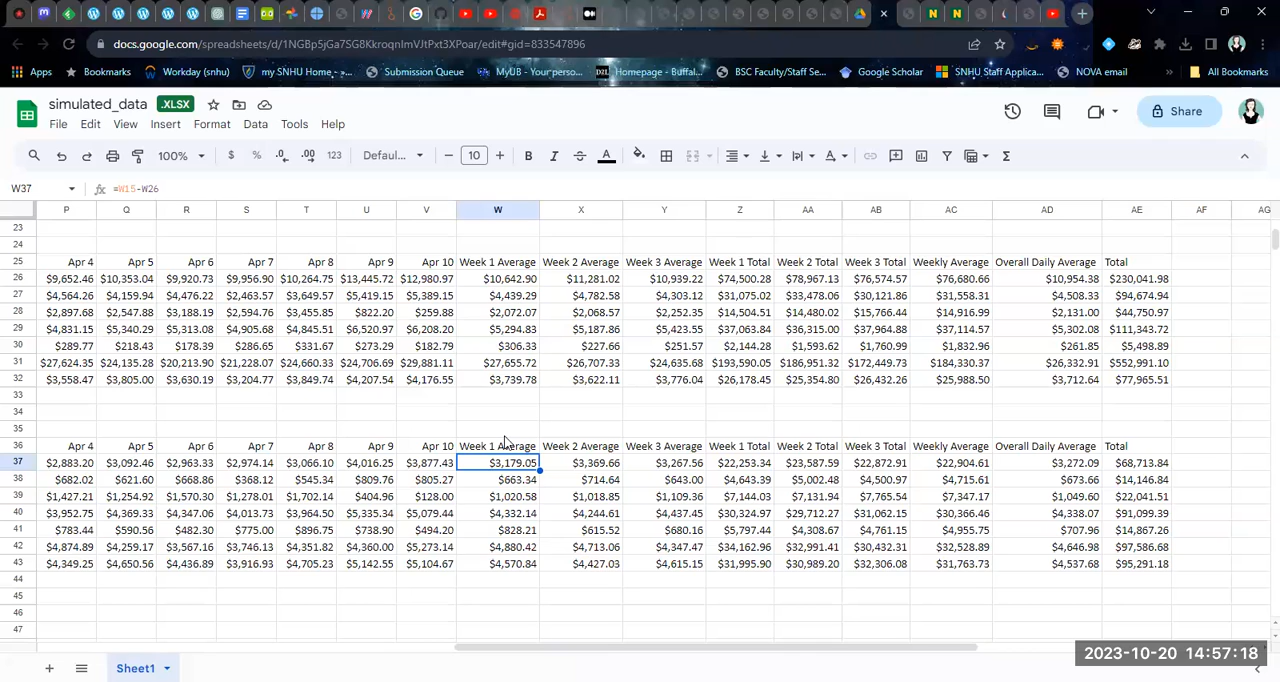 docs.google.com/spreadsheets/d/1NGBp5jGa7SG8KkroqnImVJtPxt3XPoar/edit#gid=833547896
Apps Bookmarks Workday (snhu) my SNHU Home - ... Submission Queue MyUB - Your perso... Homepage - Buffal... BSC Faculty/Staff Se... Google Scholar SNHU Staff Applica... NOVA email » All Bookmarks
simulated_data .XLSX
File Edit View Insert Format Data Tools Help
Share
100% $ % .0 .00 123 Defaul... 10 B I A
W37 fx =W15-W26
P Q R S T U V W X Y Z AA AB AC AD AE AF AG
23
24
25 Apr 4 Apr 5 Apr 6 Apr 7 Apr 8 Apr 9 Apr 10 Week 1 Average Week 2 Average Week 3 Average Week 1 Total Week 2 Total Week 3 Total Weekly Average Overall Daily Average Total
26 $9,652.46 $10,353.04 $9,920.73 $9,956.90 $10,264.75 $13,445.72 $12,980.97 $10,642.90 $11,281.02 $10,939.22 $74,500.28 $78,967.13 $76,574.57 $76,680.66 $10,954.38 $230,041.98
27 $4,564.26 $4,159.94 $4,476.22 $2,463.57 $3,649.57 $5,419.15 $5,389.15 $4,439.29 $4,782.58 $4,303.12 $31,075.02 $33,478.06 $30,121.86 $31,558.31 $4,508.33 $94,674.94
28 $2,897.68 $2,547.88 $3,188.19 $2,594.76 $3,455.85 $822.20 $259.88 $2,072.07 $2,068.57 $2,252.35 $14,504.51 $14,480.02 $15,766.44 $14,916.99 $2,131.00 $44,750.97
29 $4,831.15 $5,340.29 $5,313.08 $4,905.68 $4,845.51 $6,520.97 $6,208.20 $5,294.83 $5,187.86 $5,423.55 $37,063.84 $36,315.00 $37,964.88 $37,114.57 $5,302.08 $111,343.72
30 $289.77 $218.43 $178.39 $286.65 $331.67 $273.29 $182.79 $306.33 $227.66 $251.57 $2,144.28 $1,593.62 $1,760.99 $1,832.96 $261.85 $5,498.89
31 $27,624.35 $24,135.28 $20,213.90 $21,228.07 $24,660.33 $24,706.69 $29,881.11 $27,655.72 $26,707.33 $24,635.68 $193,590.05 $186,951.32 $172,449.73 $184,330.37 $26,332.91 $552,991.10
32 $3,558.47 $3,805.00 $3,630.19 $3,204.77 $3,849.74 $4,207.54 $4,176.55 $3,739.78 $3,622.11 $3,776.04 $26,178.45 $25,354.80 $26,432.26 $25,988.50 $3,712.64 $77,965.51
33
34
35
36 Apr 4 Apr 5 Apr 6 Apr 7 Apr 8 Apr 9 Apr 10 Week 1 Average Week 2 Average Week 3 Average Week 1 Total Week 2 Total Week 3 Total Weekly Average Overall Daily Average Total
37 $2,883.20 $3,092.46 $2,963.33 $2,974.14 $3,066.10 $4,016.25 $3,877.43 $3,179.05 $3,369.66 $3,267.56 $22,253.34 $23,587.59 $22,872.91 $22,904.61 $3,272.09 $68,713.84
38 $682.02 $621.60 $668.86 $368.12 $545.34 $809.76 $805.27 $663.34 $714.64 $643.00 $4,643.39 $5,002.48 $4,500.97 $4,715.61 $673.66 $14,146.84
39 $1,427.21 $1,254.92 $1,570.30 $1,278.01 $1,702.14 $404.96 $128.00 $1,020.58 $1,018.85 $1,109.36 $7,144.03 $7,131.94 $7,765.54 $7,347.17 $1,049.60 $22,041.51
40 $3,952.75 $4,369.33 $4,347.06 $4,013.73 $3,964.50 $5,335.34 $5,079.44 $4,332.14 $4,244.61 $4,437.45 $30,324.97 $29,712.27 $31,062.15 $30,366.46 $4,338.07 $91,099.39
41 $783.44 $590.56 $482.30 $775.00 $896.75 $738.90 $494.20 $828.21 $615.52 $680.16 $5,797.44 $4,308.67 $4,761.15 $4,955.75 $707.96 $14,867.26
42 $4,874.89 $4,259.17 $3,567.16 $3,746.13 $4,351.82 $4,360.00 $5,273.14 $4,880.42 $4,713.06 $4,347.47 $34,162.96 $32,991.41 $30,432.31 $32,528.89 $4,646.98 $97,586.68
43 $4,349.25 $4,650.56 $4,436.89 $3,916.93 $4,705.23 $5,142.55 $5,104.67 $4,570.84 $4,427.03 $4,615.15 $31,995.90 $30,989.20 $32,306.08 $31,763.73 $4,537.68 $95,291.18
44
45
46
47
2023-10-20 14:57:18
Sheet1